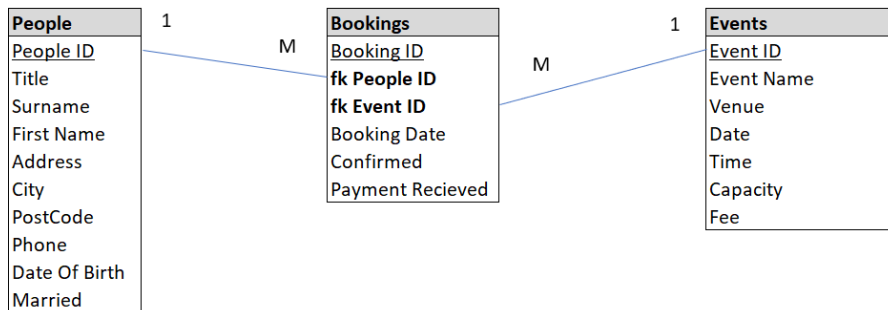 People
People ID
Title
Surname
First Name
Address
City
PostCode
Phone
Date Of Birth
Married
1
M
Bookings
Booking ID
fk People ID
fk Event ID
Booking Date
Confirmed
Payment Recieved
M
1
Events
Event ID
Event Name
Venue
Date
Time
Capacity
Fee